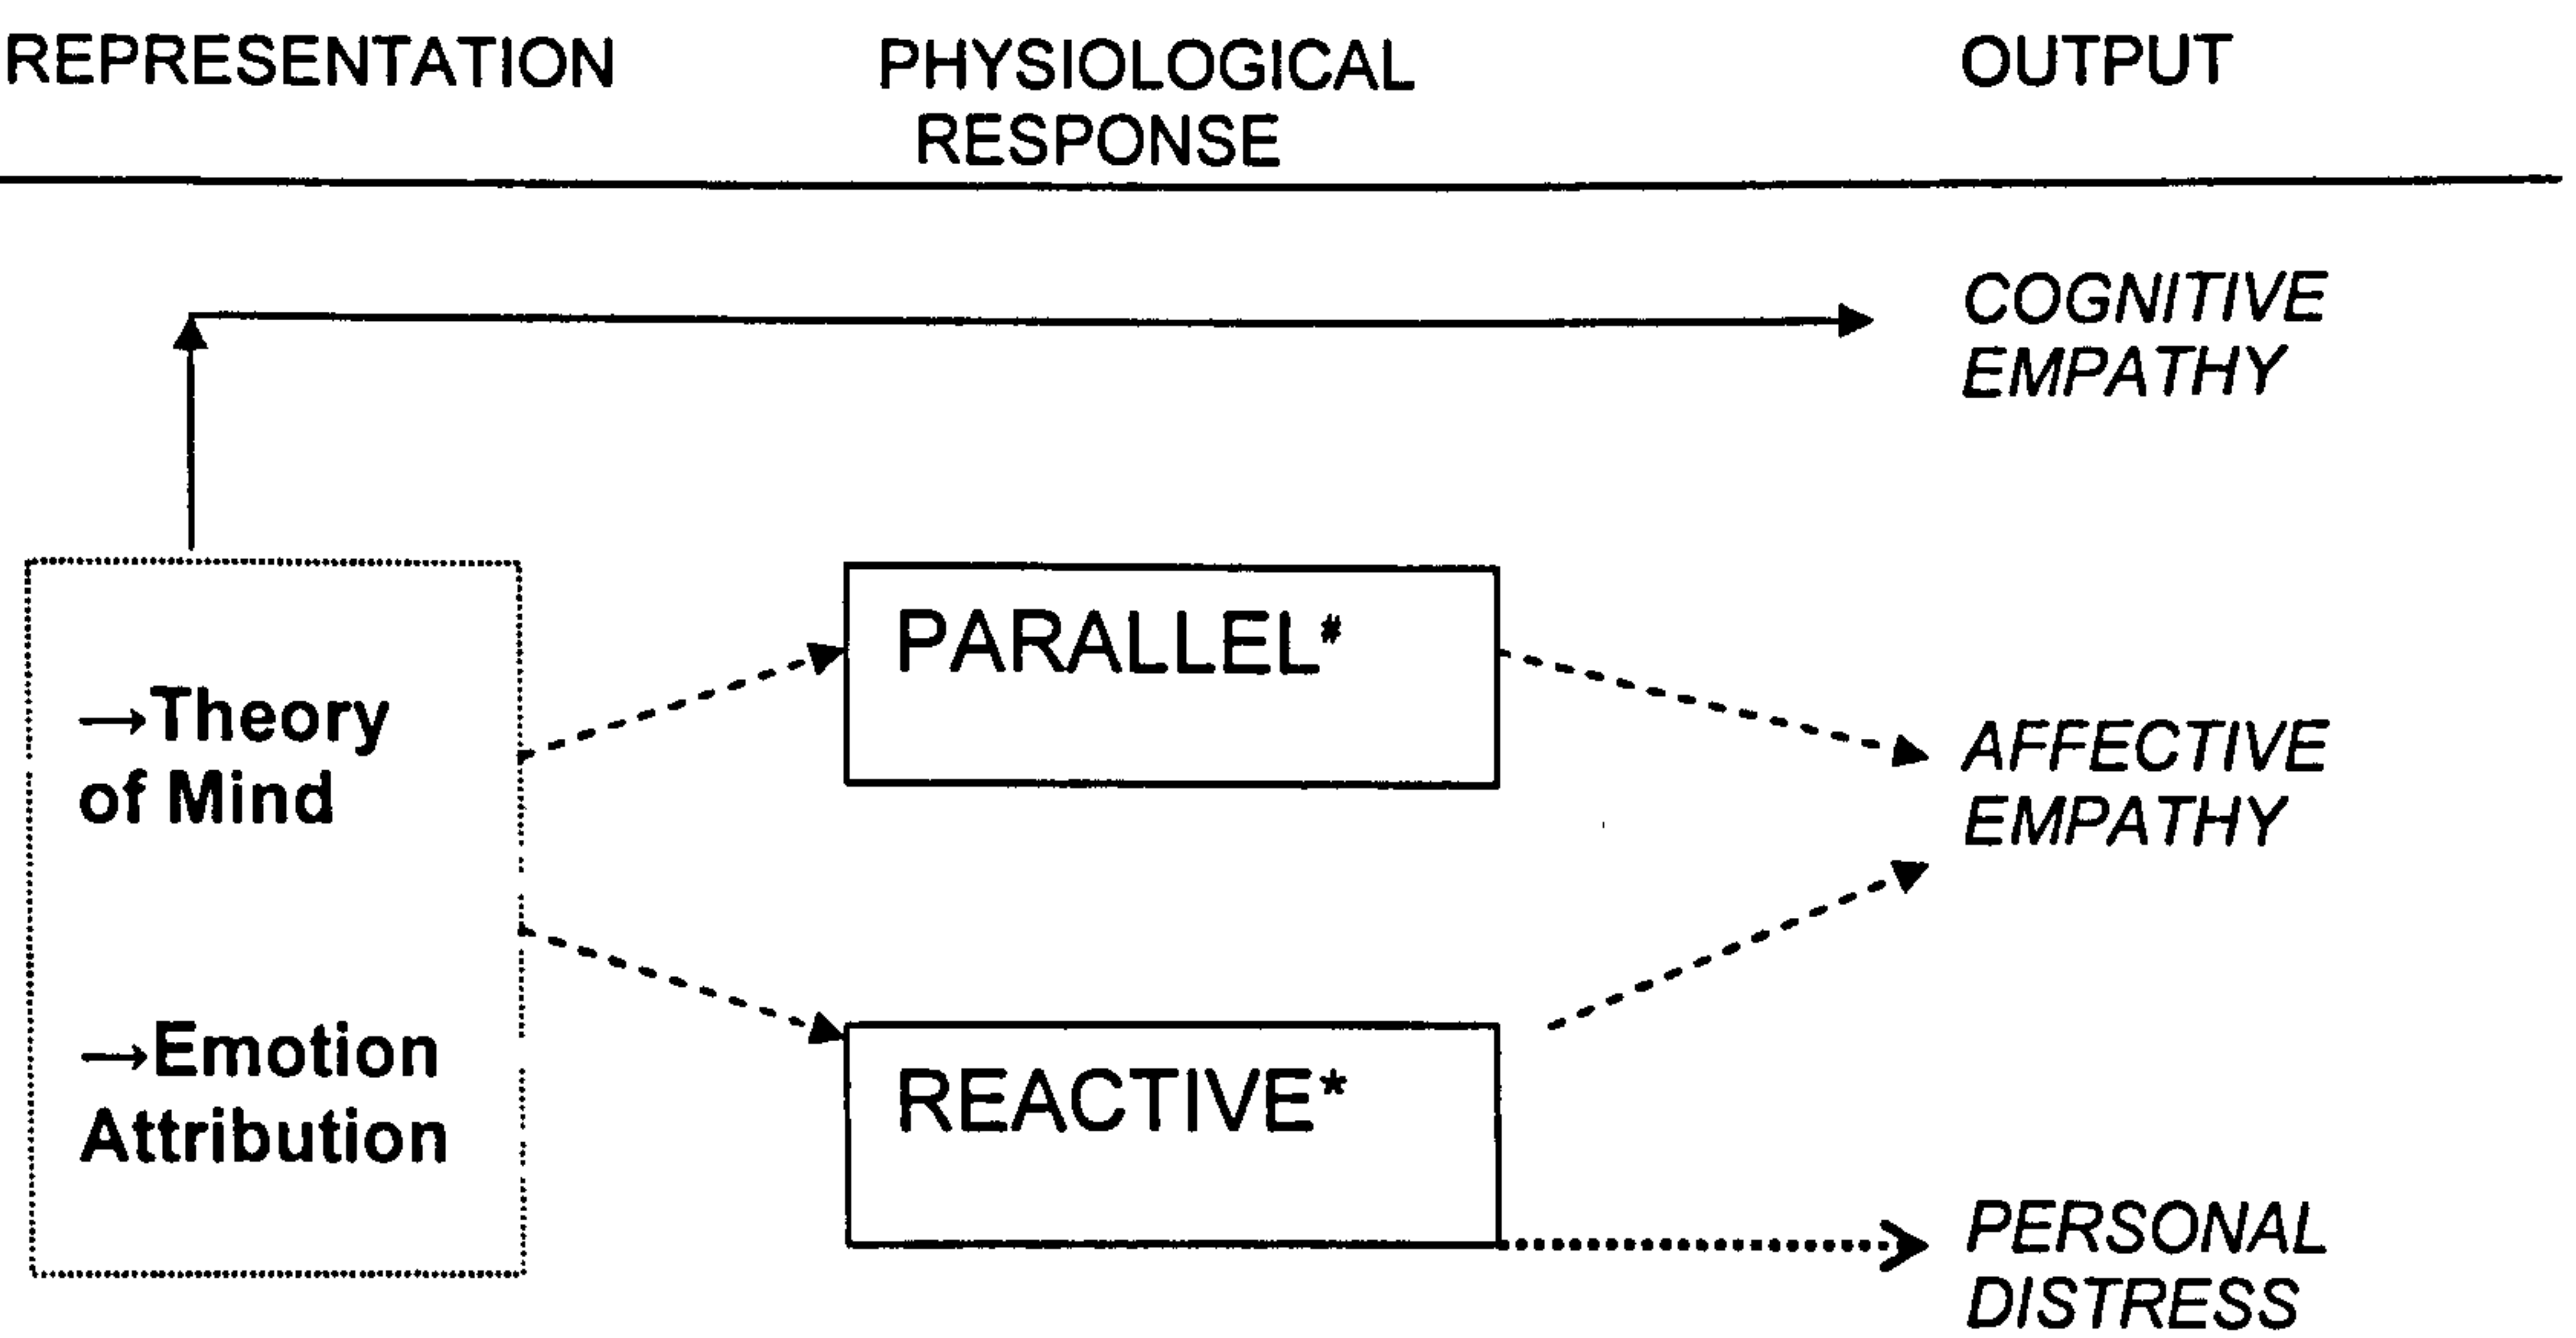 REPRESENTATION
PHYSIOLOGICAL
RESPONSE
OUTPUT
COGNITIVE
EMPATHY
PARALLEL#
→Theory
of Mind
AFFECTIVE
EMPATHY
→Emotion
Attribution
REACTIVE*
PERSONAL
DISTRESS